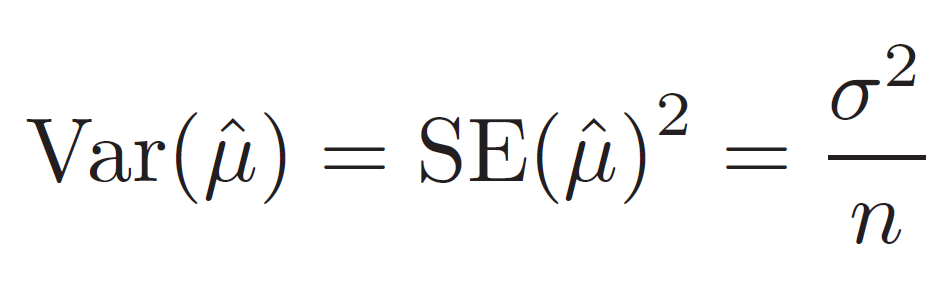 Var(μ̂) = SE(μ̂)² = σ²/n